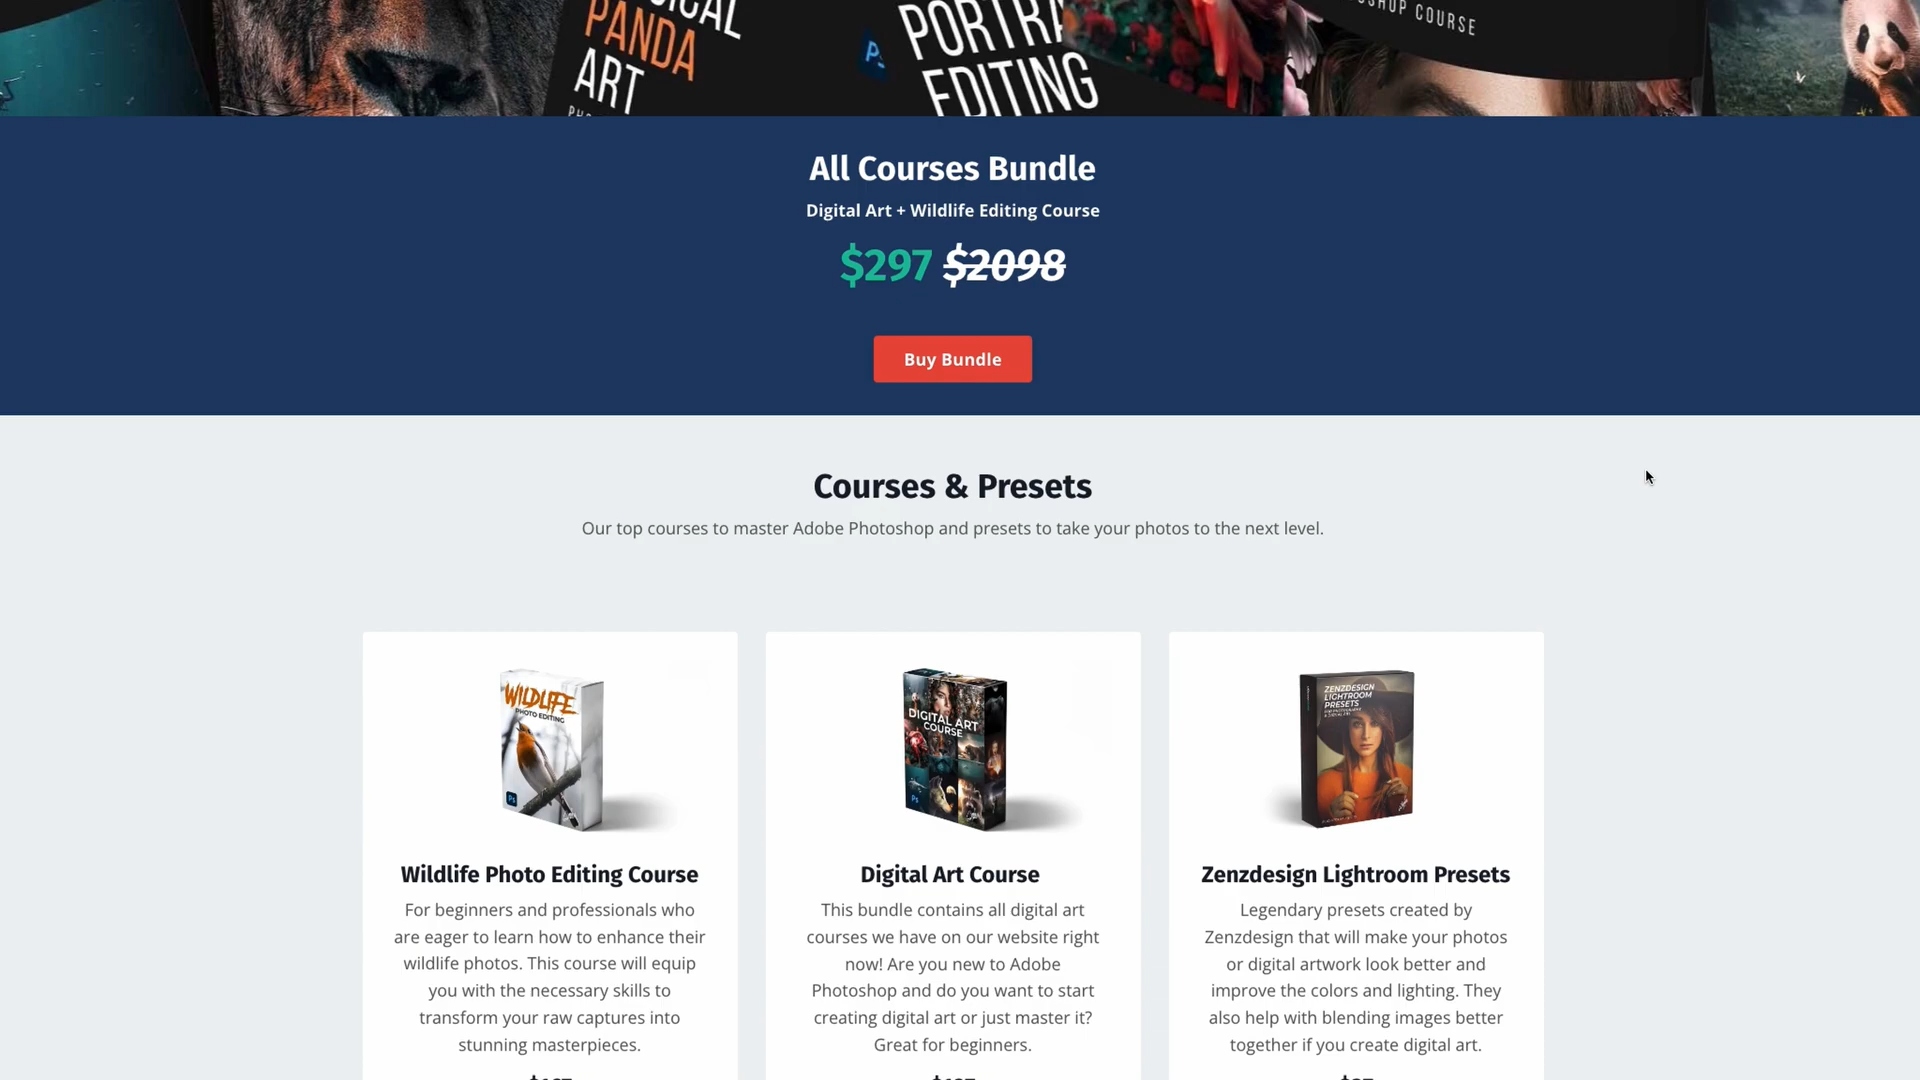 PANDA
ART
EDITING
All Courses Bundle
Digital Art + Wildlife Editing Course
$297 $2098
Buy Bundle
Courses & Presets
Our top courses to master Adobe Photoshop and presets to take your photos to the next level.
WILDLIFE
PHOTO EDITING
Ps
DIGITAL ART
COURSE
Ps
ZENZDESIGN
LIGHTROOM
PRESETS
Wildlife Photo Editing Course
For beginners and professionals who
are eager to learn how to enhance their
wildlife photos. This course will equip
you with the necessary skills to
transform your raw captures into
stunning masterpieces.
Digital Art Course
This bundle contains all digital art
courses we have on our website right
now! Are you new to Adobe
Photoshop and do you want to start
creating digital art or just master it?
Great for beginners.
Zenzdesign Lightroom Presets
Legendary presets created by
Zenzdesign that will make your photos
or digital artwork look better and
improve the colors and lighting. They
also help with blending images better
together if you create digital art.